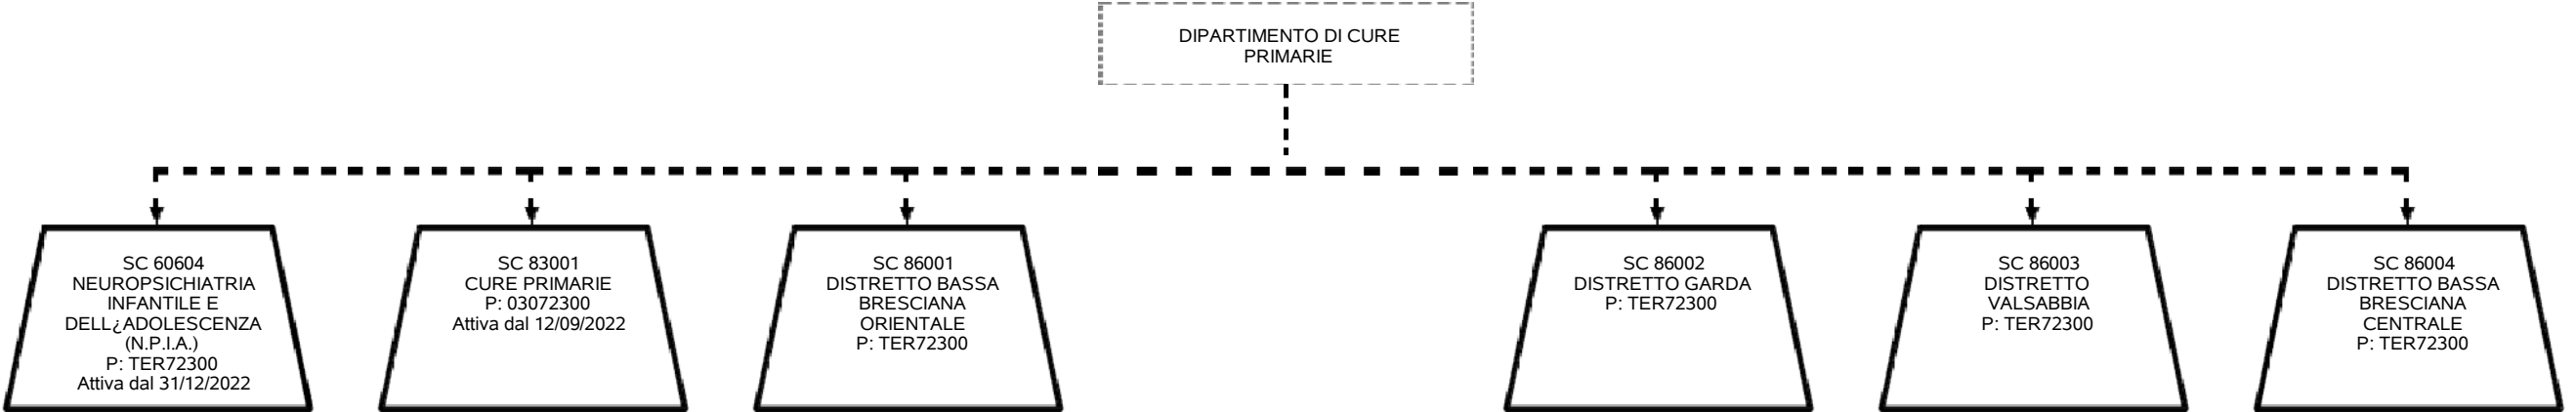 DIPARTIMENTO DI CURE
PRIMARIE
SC 60604
NEUROPSICHIATRIA
INFANTILE E
DELL¿ADOLESCENZA
(N.P.I.A.)
P: TER72300
Attiva dal 31/12/2022
SC 83001
CURE PRIMARIE
P: 03072300
Attiva dal 12/09/2022
SC 86001
DISTRETTO BASSA
BRESCIANA
ORIENTALE
P: TER72300
SC 86002
DISTRETTO GARDA
P: TER72300
SC 86003
DISTRETTO
VALSABBIA
P: TER72300
SC 86004
DISTRETTO BASSA
BRESCIANA
CENTRALE
P: TER72300